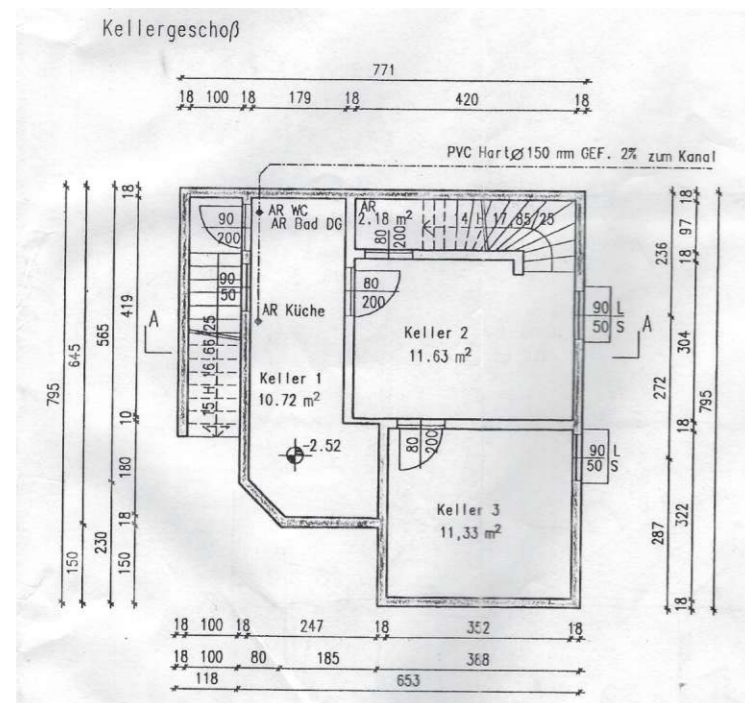 Kellergeschoß
771
18 100 18 179 18 420 18
PVC Hart⌀150 mm GEF. 2% zum Kanal
AR WC
AR Bad DG
AR
2.18 m²
14 H 17,85/25
90
200
80
200
90
50
80
200
AR Küche
Keller 2
11.63 m²
Keller 1
10.72 m²
15 H 16,66/25
-2.52
80
200
Keller 3
11,33 m²
90 L
50 S
90 L
50 S
A
A
795
645
150
565
230
18
419
10
180
18
150
236
272
287
18
97
18
304
18
322
18
795
18 100 18 247 18 352 18
18 100 80 185 388
118 653